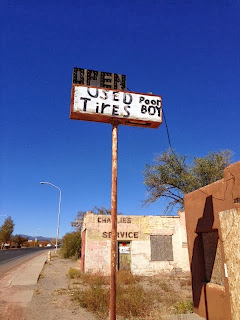 OPEN
USED Poor
Tires BOY
CHARLIES
SERVICE